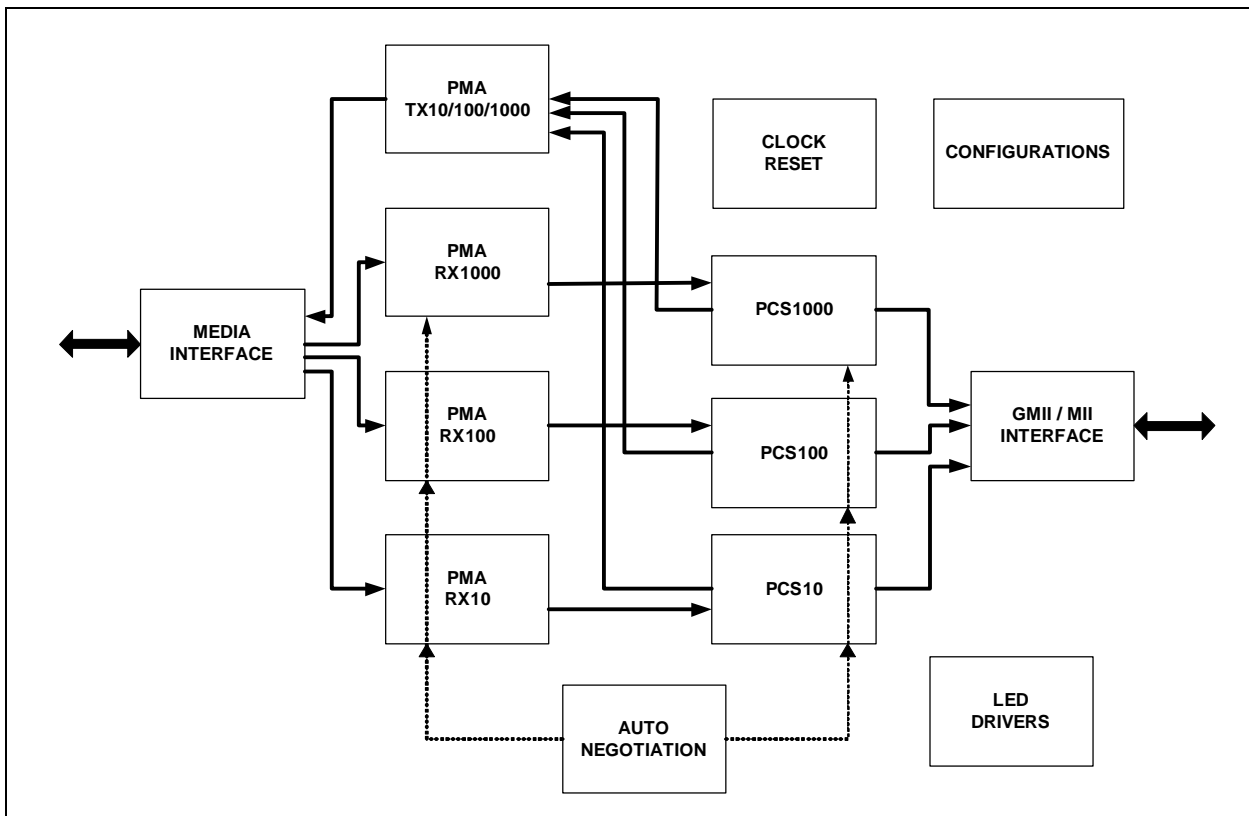 PMA
TX10/100/1000
CLOCK
RESET
CONFIGURATIONS
PMA
RX1000
PCS1000
MEDIA
INTERFACE
PMA
RX100
PCS100
GMII / MII
INTERFACE
PMA
RX10
PCS10
AUTO
NEGOTIATION
LED
DRIVERS